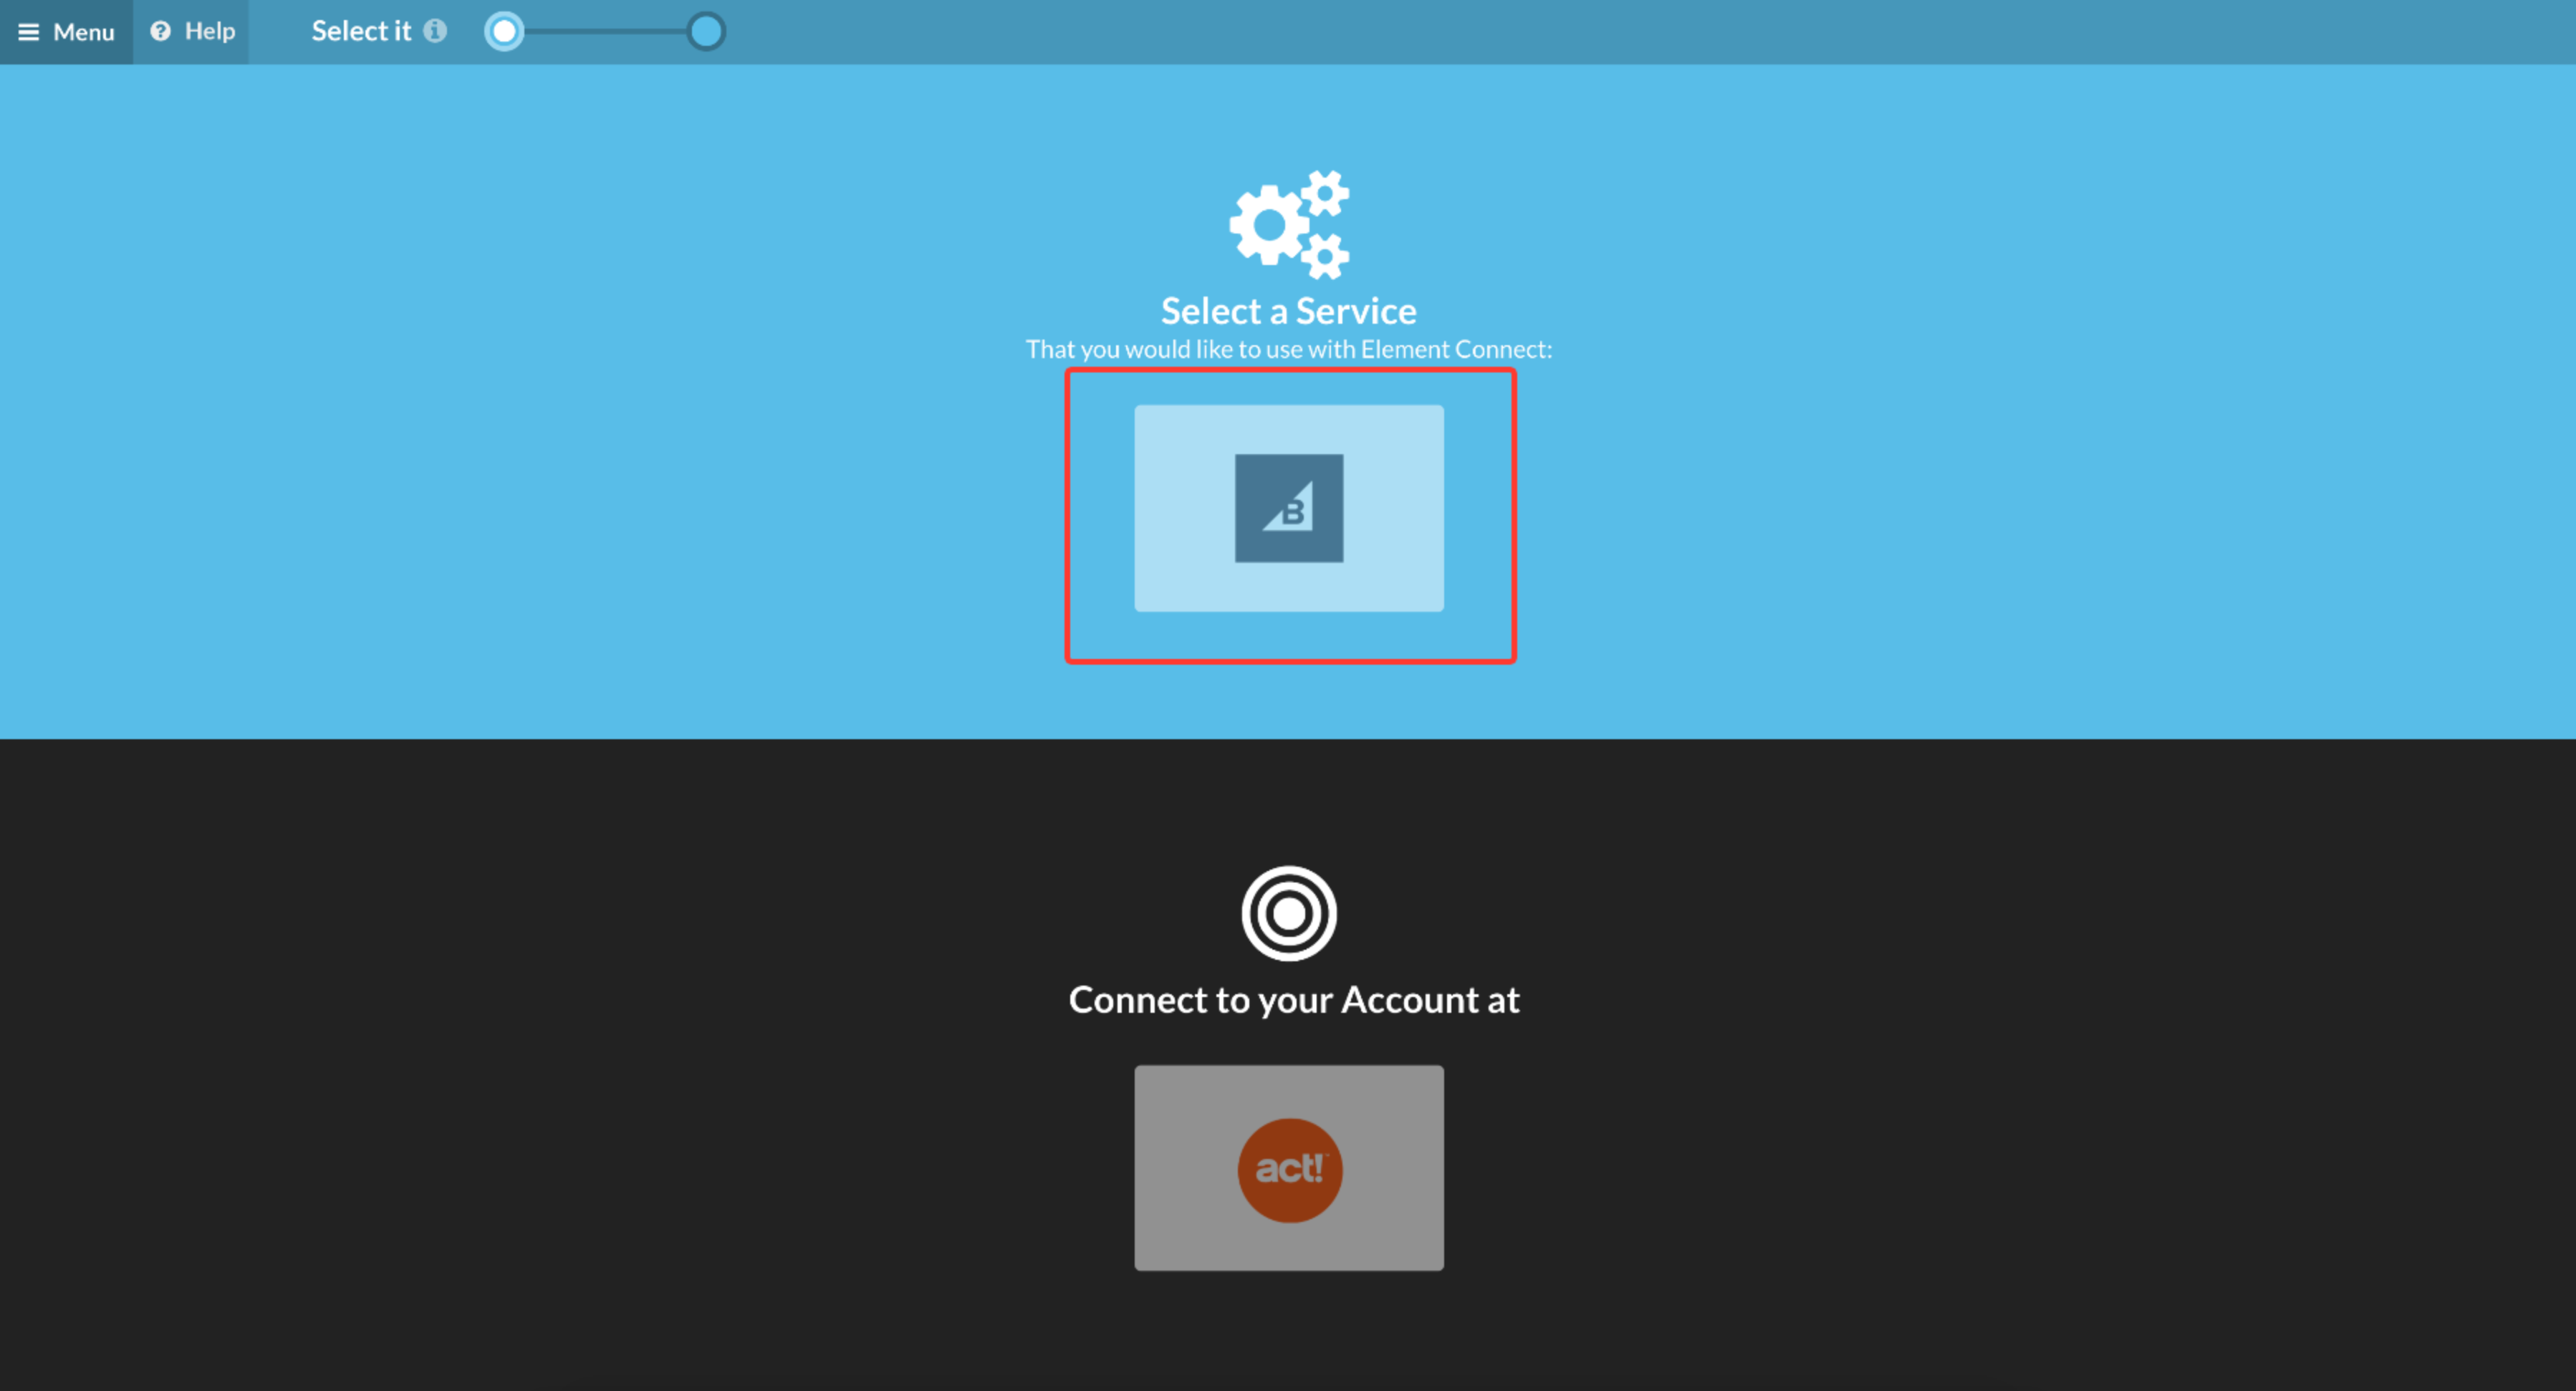 Menu
Help
Select it
Select a Service
That you would like to use with Element Connect:
B
Connect to your Account at
act!